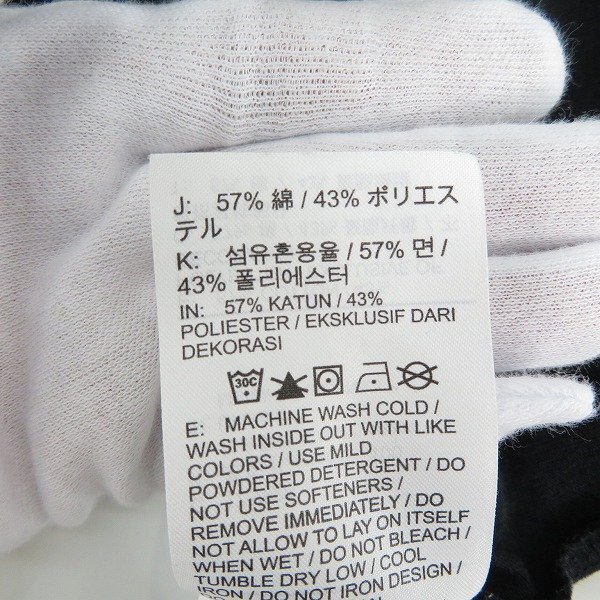 J: 57% 綿 / 43% ポリエス
テル
K: 섬유혼용율 / 57% 면 /
43% 폴리에스터
IN: 57% KATUN / 43%
POLIESTER / EKSKLUSIF DARI
DEKORASI
30C
E: MACHINE WASH COLD /
WASH INSIDE OUT WITH LIKE
COLORS / USE MILD
POWDERED DETERGENT / DO
NOT USE SOFTENERS /
REMOVE IMMEDIATELY / DO
NOT ALLOW TO LAY ON ITSELF
WHEN WET / DO NOT BLEACH /
TUMBLE DRY LOW / COOL
IRON / DO NOT IRON DESIGN /